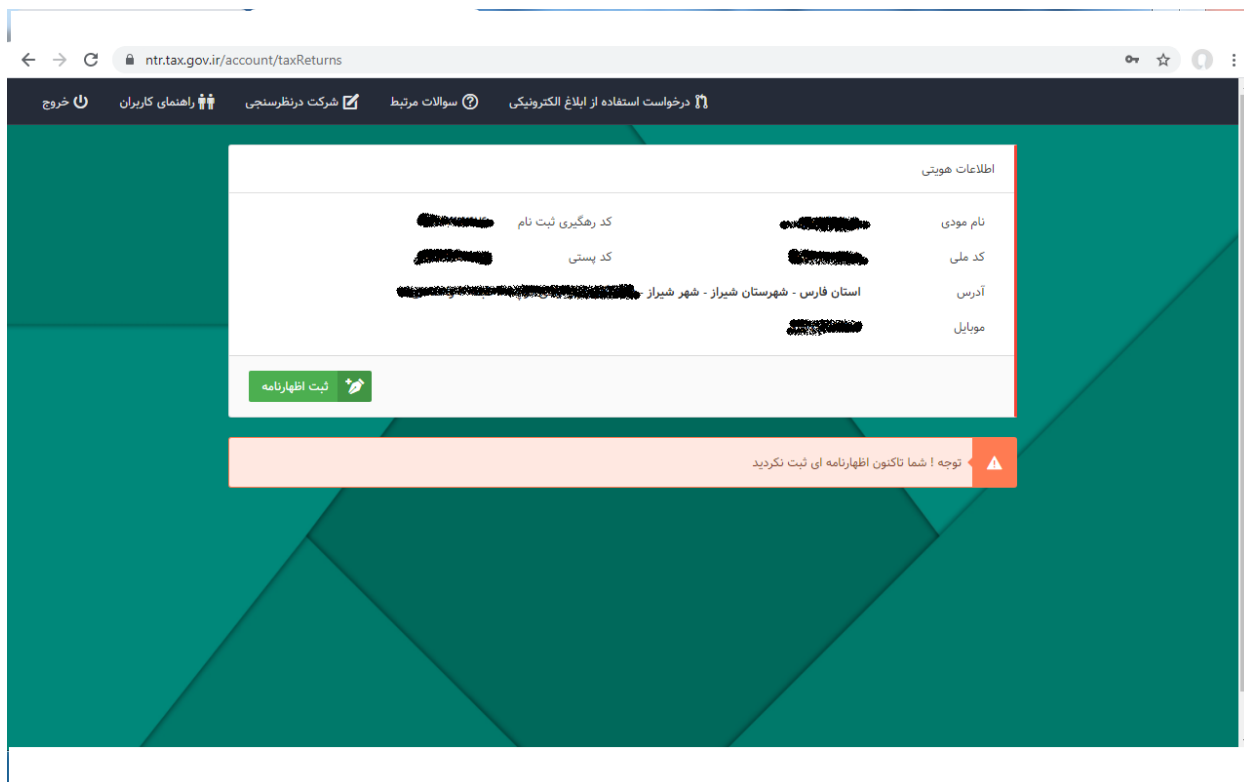 ntr.tax.gov.ir/account/taxReturns
درخواست استفاده از ابلاغ الکترونیکی سوالات مرتبط شرکت درنظرسنجی راهنمای کاربران خروج
اطلاعات هویتی
نام مودی کد رهگیری ثبت نام
کد ملی کد پستی
آدرس استان فارس - شهرستان شیراز - شهر شیراز -
موبایل
ثبت اظهارنامه
توجه ! شما تاکنون اظهارنامه ای ثبت نکردید